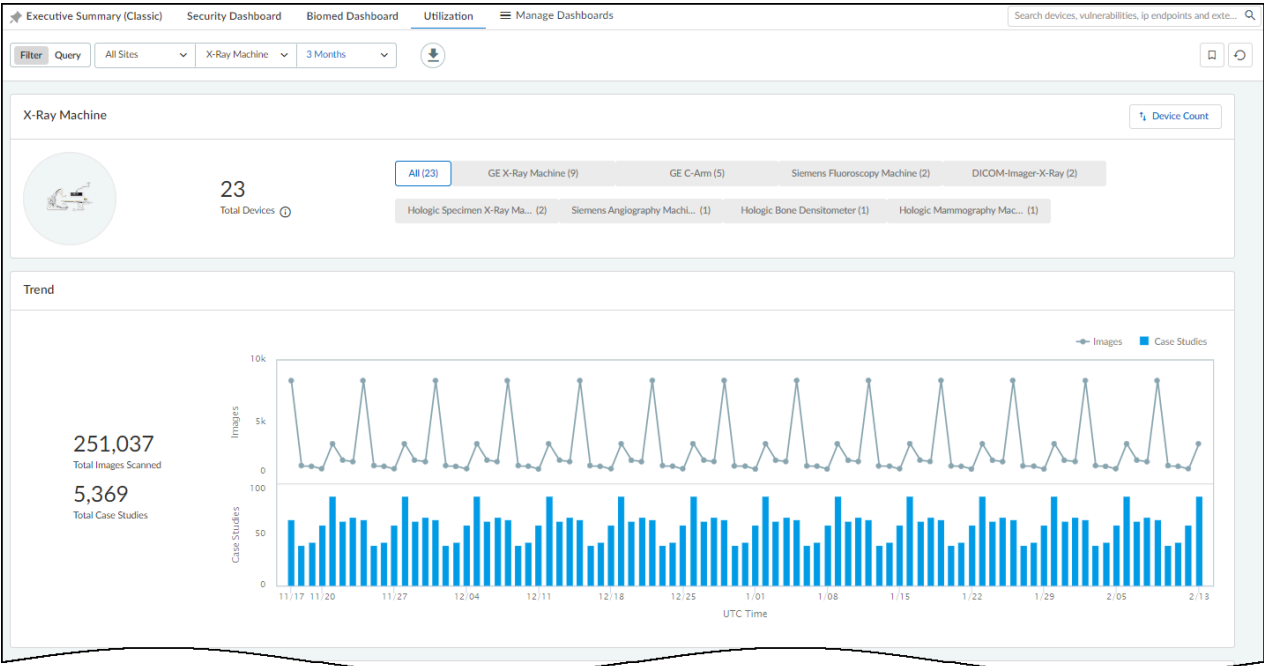 Executive Summary (Classic) Security Dashboard Biomed Dashboard Utilization Manage Dashboards Search devices, vulnerabilities, ip endpoints and exte...
Filter Query All Sites X-Ray Machine 3 Months
X-Ray Machine Device Count
All (23) GE X-Ray Machine (9) GE C-Arm (5) Siemens Fluoroscopy Machine (2) DICOM-Imager-X-Ray (2)
23
Total Devices
Hologic Specimen X-Ray Ma... (2) Siemens Angiography Machi... (1) Hologic Bone Densitometer (1) Hologic Mammography Mac... (1)
Trend
Images Case Studies
10k
5k
0
Images
251,037
Total Images Scanned
5,369
Total Case Studies
100
50
0
Case Studies
11/17 11/20 11/27 12/04 12/11 12/18 12/25 1/01 1/08 1/15 1/22 1/29 2/05 2/13
UTC Time